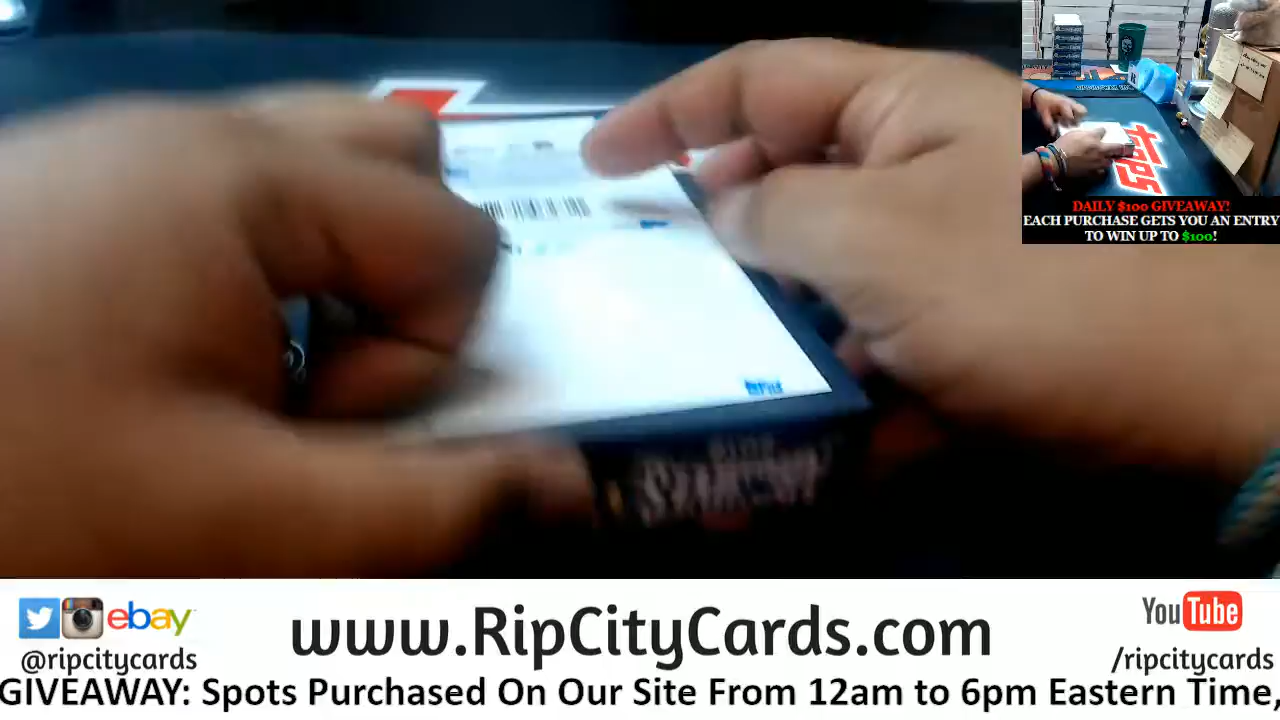 topps
DAILY $100 GIVEAWAY!
EACH PURCHASE GETS YOU AN ENTRY
TO WIN UP TO $100!
ebay
@ripcitycards
www.RipCityCards.com
YouTube
/ripcitycards
GIVEAWAY: Spots Purchased On Our Site From 12am to 6pm Eastern Time,